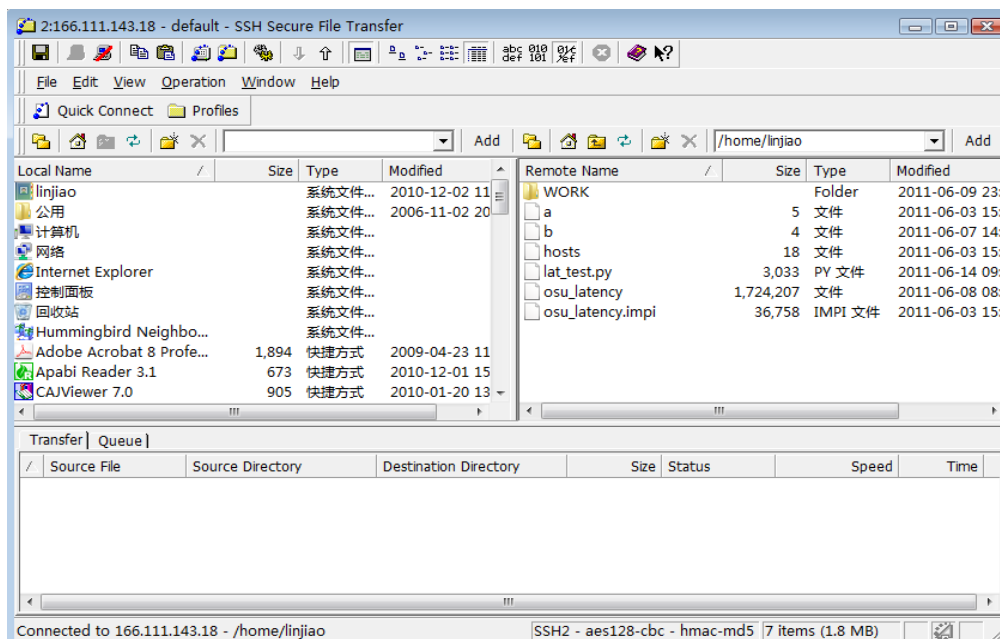 2:166.111.143.18 - default - SSH Secure File Transfer
abc def 010 101
File Edit View Operation Window Help
Quick Connect Profiles
Add /home/linjiao Add
Local Name / Size Type Modified
linjiao 系统文件... 2010-12-02 11
公用 系统文件... 2006-11-02 20
计算机 系统文件...
网络 系统文件...
Internet Explorer 系统文件...
控制面板 系统文件...
回收站 系统文件...
Hummingbird Neighbo... 系统文件...
Adobe Acrobat 8 Profe... 1,894 快捷方式 2009-04-23 11
Apabi Reader 3.1 673 快捷方式 2010-12-01 15
CAJViewer 7.0 905 快捷方式 2010-01-20 13
Remote Name / Size Type Modified
WORK Folder 2011-06-09 23:
a 5 文件 2011-06-03 15:
b 4 文件 2011-06-07 14:
hosts 18 文件 2011-06-03 15:
lat_test.py 3,033 PY 文件 2011-06-14 09:
osu_latency 1,724,207 文件 2011-06-08 08:
osu_latency.impi 36,758 IMPI 文件 2011-06-03 15:
Transfer Queue
/ Source File Source Directory Destination Directory Size Status Speed Time
Connected to 166.111.143.18 - /home/linjiao SSH2 - aes128-cbc - hmac-md5 7 items (1.8 MB)